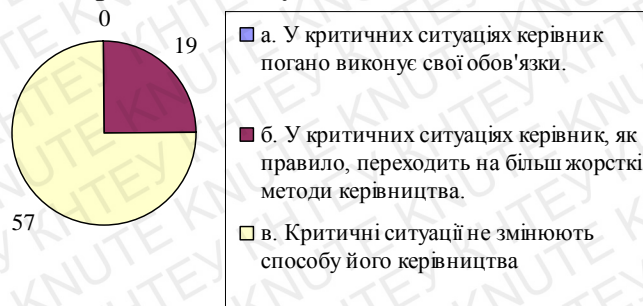 0
19
57
а. У критичних ситуаціях керівник
погано виконує свої обов'язки.
б. У критичних ситуаціях керівник, як
правило, переходить на більш жорсткі
методи керівництва.
в. Критичні ситуації не змінюють
способу його керівництва